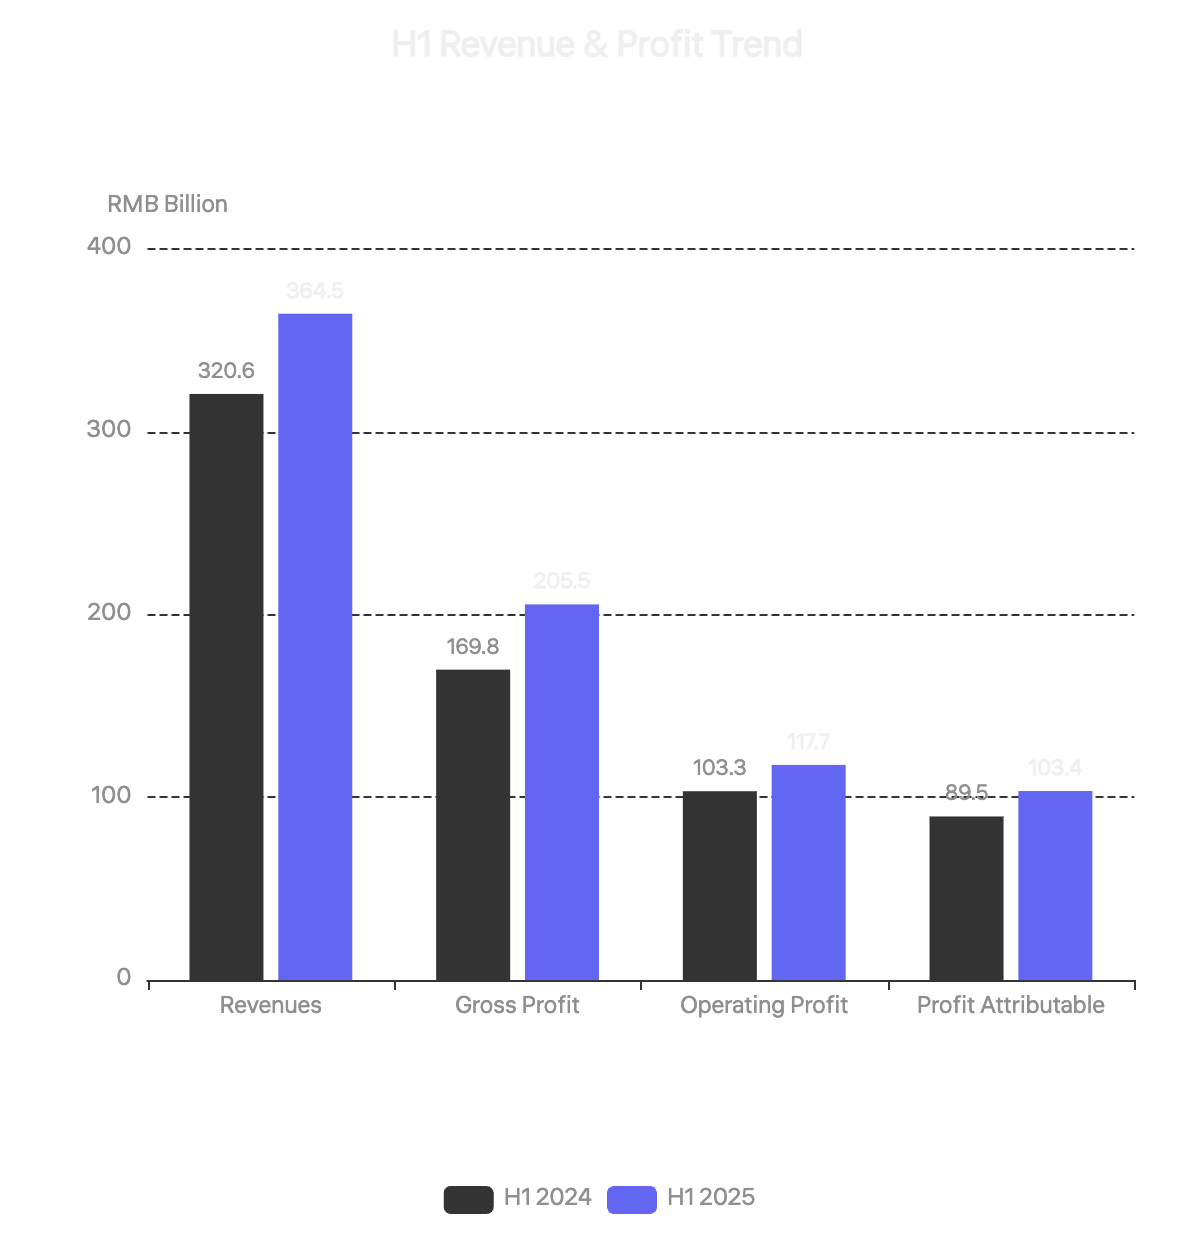 H1 Revenue & Profit Trend
RMB Billion
400
364.5
320.6
300
205.5
200
169.8
117.7
103.3
103.4
100
89.5
0
Revenues
Gross Profit
Operating Profit
Profit Attributable
H1 2024
H1 2025